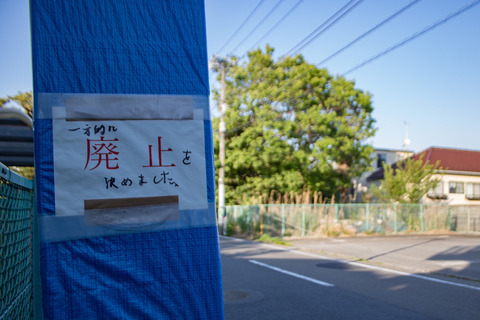 一方的に
廃止を
決めました。